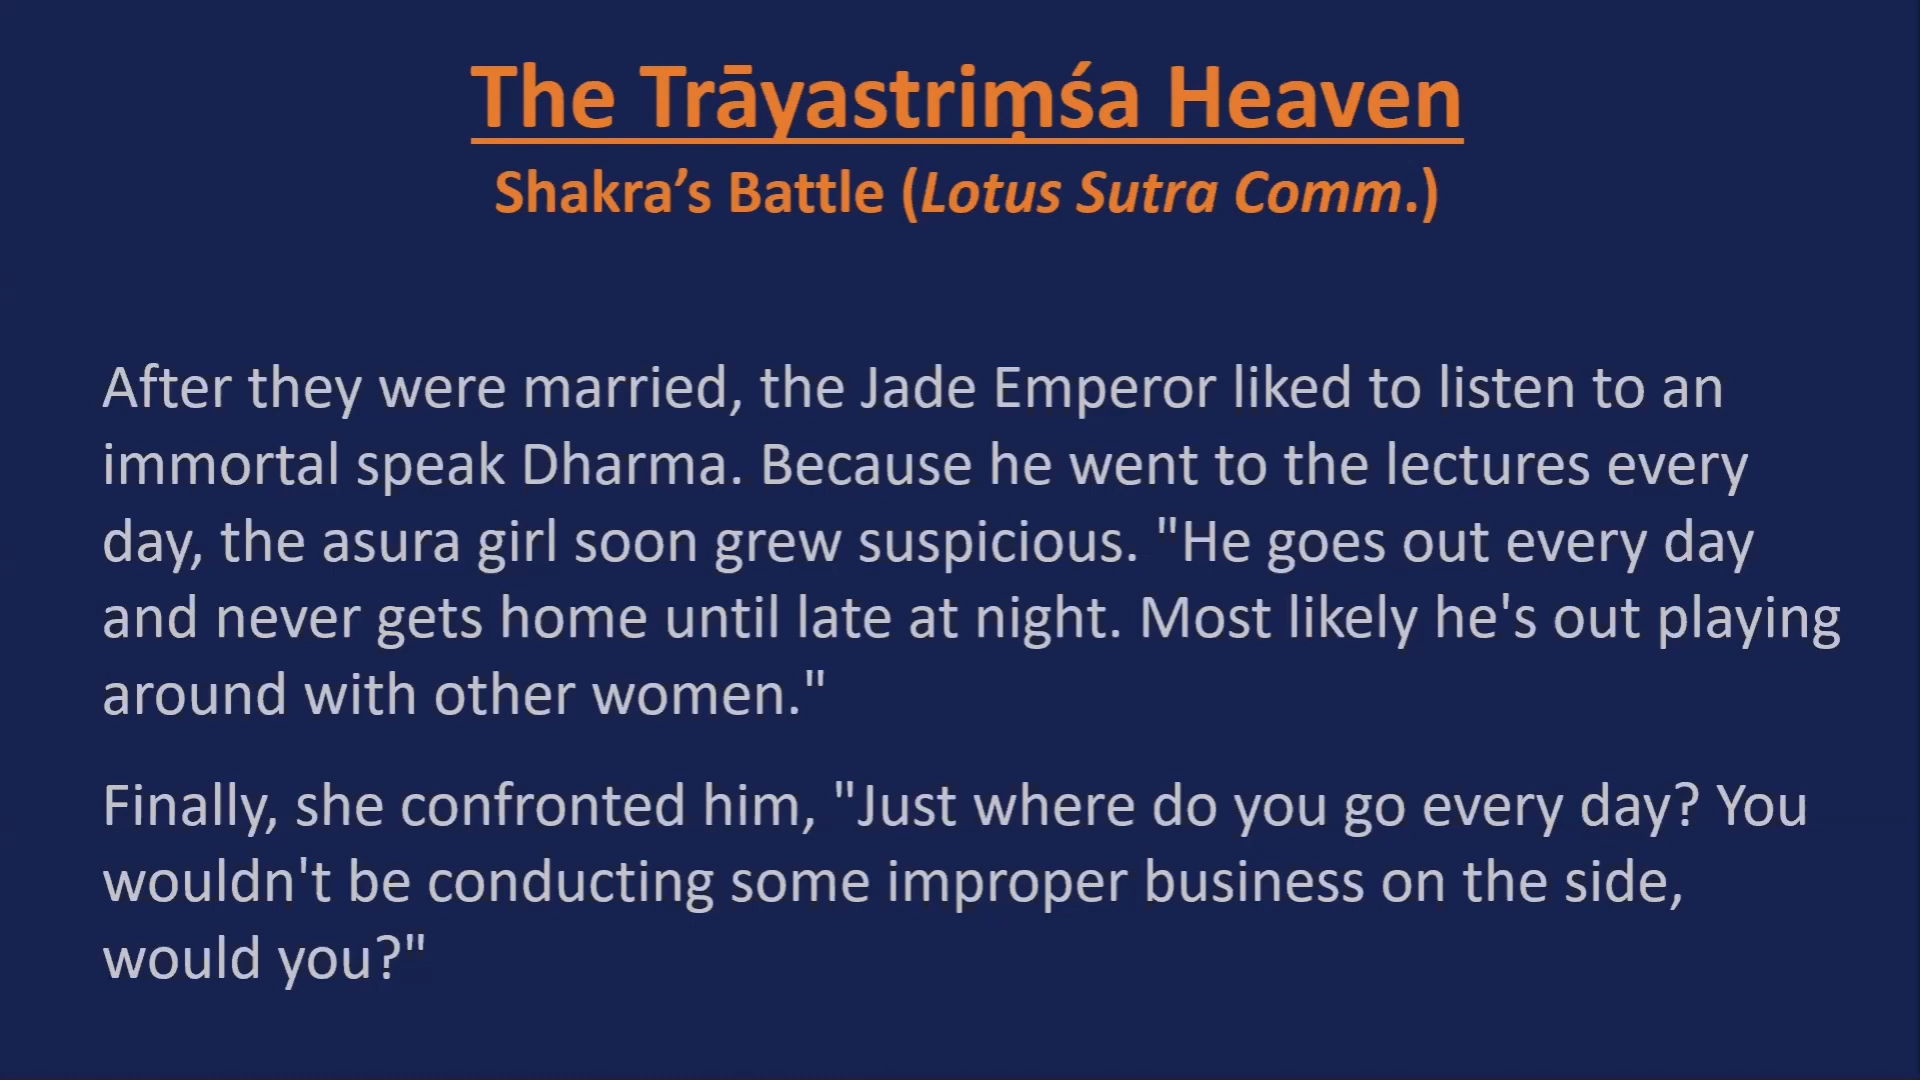 The Trāyastriṃśa Heaven
Shakra’s Battle (Lotus Sutra Comm.)
After they were married, the Jade Emperor liked to listen to an
immortal speak Dharma. Because he went to the lectures every
day, the asura girl soon grew suspicious. "He goes out every day
and never gets home until late at night. Most likely he's out playing
around with other women."
Finally, she confronted him, "Just where do you go every day? You
wouldn't be conducting some improper business on the side,
would you?"